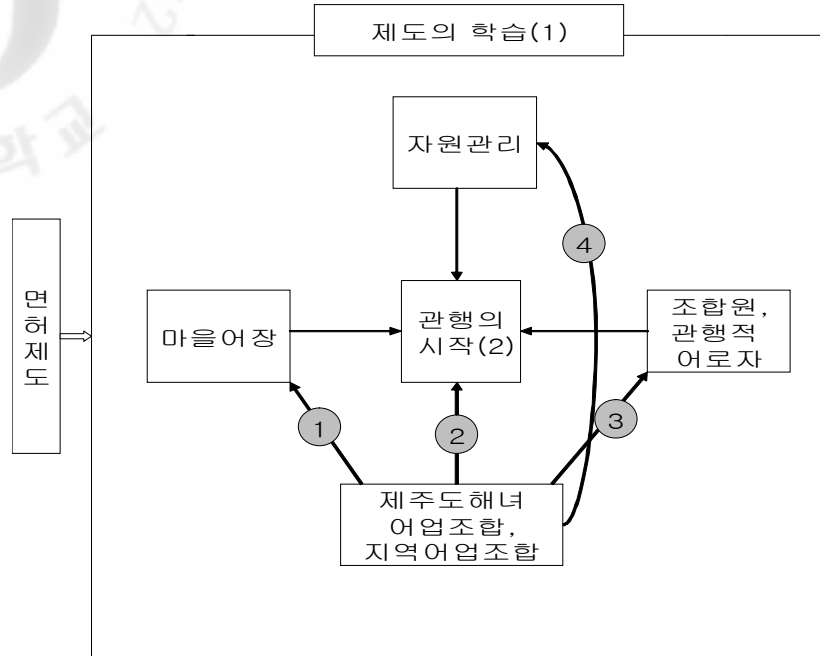 제도의 학습(1)
학교
자원관리
4
면
허
제
도
마을어장
관행의
시작(2)
조합원,
관행적
어로자
1
2
3
제주도해녀
어업조합,
지역어업조합